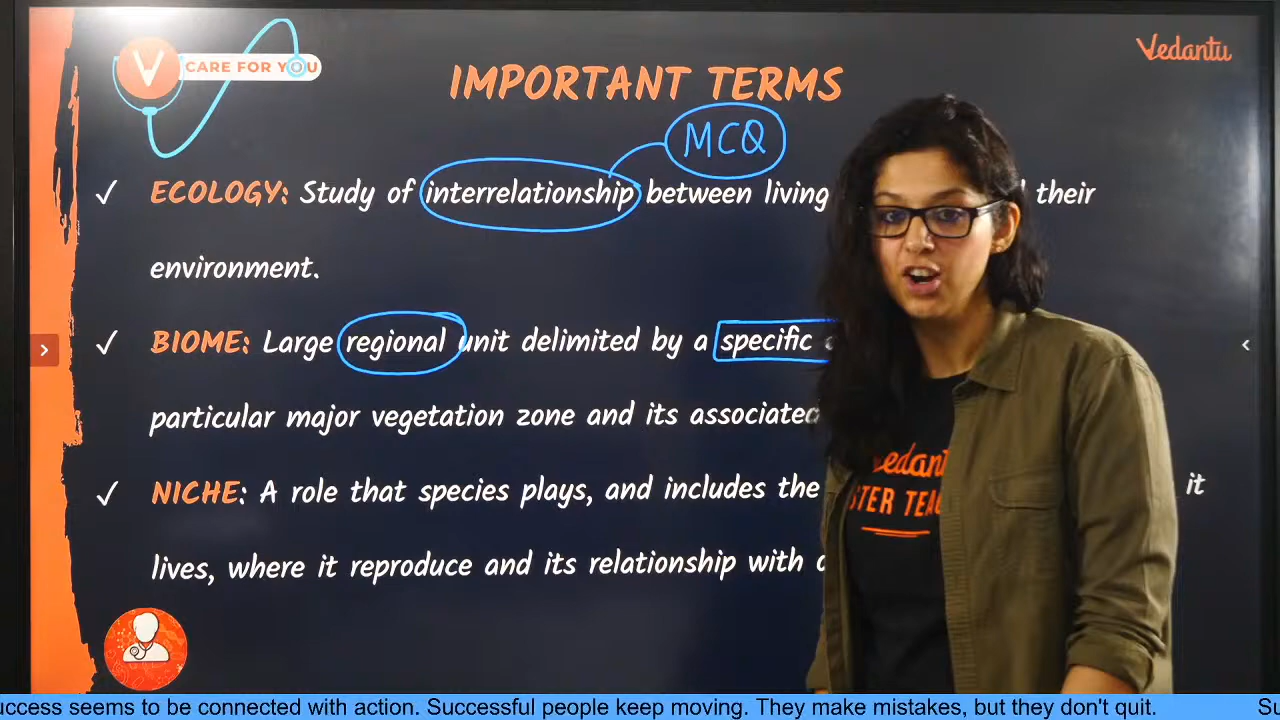 CARE FOR YOU
Vedantu
IMPORTANT TERMS
MCQ
✓ ECOLOGY: Study of interrelationship between living their
environment.
✓ BIOME: Large regional unit delimited by a specific
particular major vegetation zone and its associated
✓ NICHE: A role that species plays, and includes the it
lives, where it reproduce and its relationship with
uccess seems to be connected with action. Successful people keep moving. They make mistakes, but they don't quit. Su